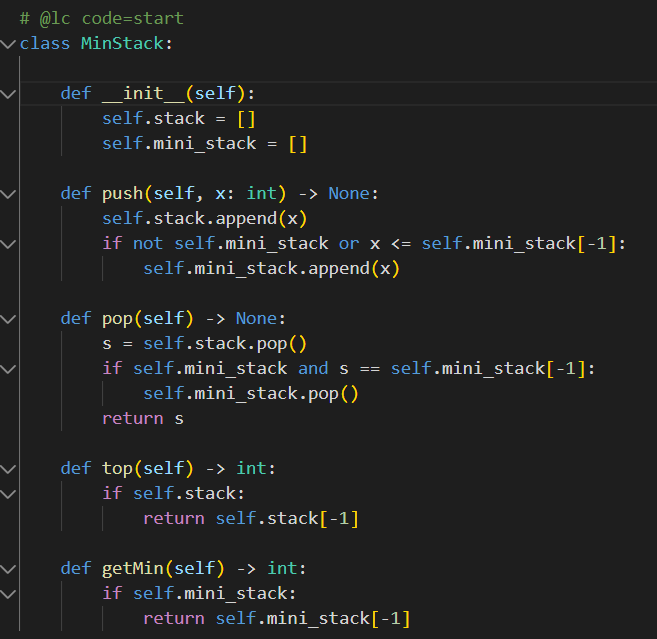 # @lc code=start
class MinStack:
    def __init__(self):
        self.stack = []
        self.mini_stack = []
    def push(self, x: int) -> None:
        self.stack.append(x)
        if not self.mini_stack or x <= self.mini_stack[-1]:
            self.mini_stack.append(x)
    def pop(self) -> None:
        s = self.stack.pop()
        if self.mini_stack and s == self.mini_stack[-1]:
            self.mini_stack.pop()
        return s
    def top(self) -> int:
        if self.stack:
            return self.stack[-1]
    def getMin(self) -> int:
        if self.mini_stack:
            return self.mini_stack[-1]